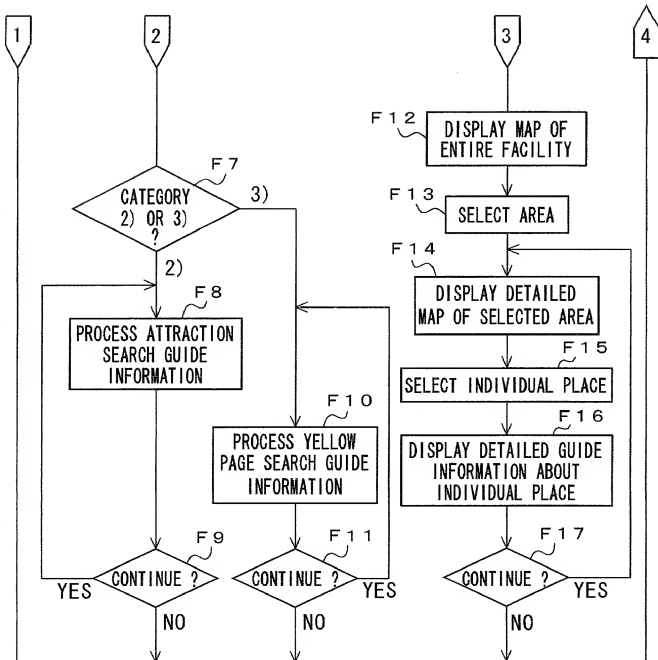 1
2
3
4
F7
CATEGORY
2) OR 3)
?
3)
2)
F8
PROCESS ATTRACTION
SEARCH GUIDE
INFORMATION
F9
CONTINUE ?
YES
NO
F10
PROCESS YELLOW
PAGE SEARCH GUIDE
INFORMATION
F11
CONTINUE ?
YES
NO
F12
DISPLAY MAP OF
ENTIRE FACILITY
F13
SELECT AREA
F14
DISPLAY DETAILED
MAP OF SELECTED AREA
F15
SELECT INDIVIDUAL PLACE
F16
DISPLAY DETAILED GUIDE
INFORMATION ABOUT
INDIVIDUAL PLACE
F17
CONTINUE ?
YES
NO